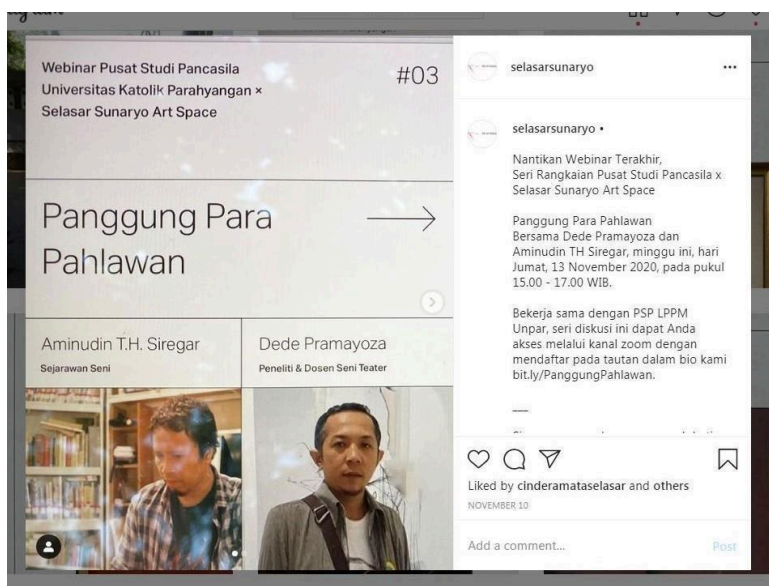 Webinar Pusat Studi Pancasila
Universitas Katolik Parahyangan ×
Selasar Sunaryo Art Space
#03
Panggung Para
Pahlawan
Aminudin T.H. Siregar
Sejarawan Seni
Dede Pramayoza
Peneliti & Dosen Seni Teater
selasarsunaryo
selasarsunaryo •
Nantikan Webinar Terakhir,
Seri Rangkaian Pusat Studi Pancasila x
Selasar Sunaryo Art Space
Panggung Para Pahlawan
Bersama Dede Pramayoza dan
Aminudin TH Siregar, minggu ini, hari
Jumat, 13 November 2020, pada pukul
15.00 - 17.00 WIB.
Bekerja sama dengan PSP LPPM
Unpar, seri diskusi ini dapat Anda
akses melalui kanal zoom dengan
mendaftar pada tautan dalam bio kami
bit.ly/PanggungPahlawan.
Liked by cinderamataselasar and others
NOVEMBER 10
Add a comment...
Post